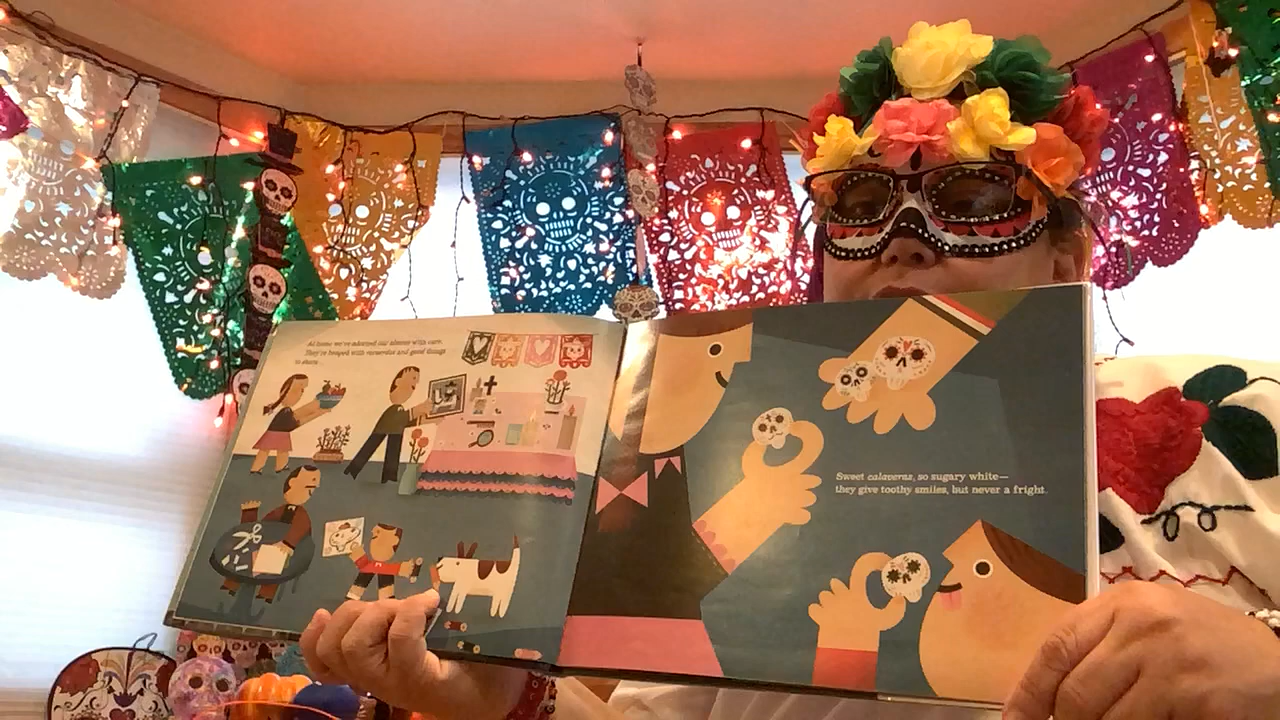 At home we've adorned our altares with care.
They're heaped with memories and good things
to share.
Sweet calaveras, so sugary white—
they give toothy smiles, but never a fright.